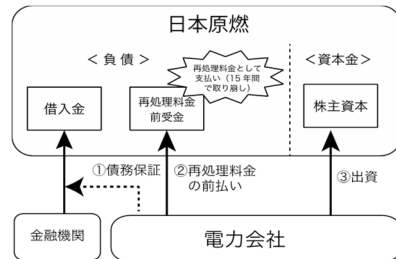 日本原燃
＜負債＞
再処理料金として
支払い（15年間
で取り崩し）
＜資本金＞
借入金
再処理料金
前受金
株主資本
①債務保証
②再処理料金
の前払い
③出資
金融機関
電力会社